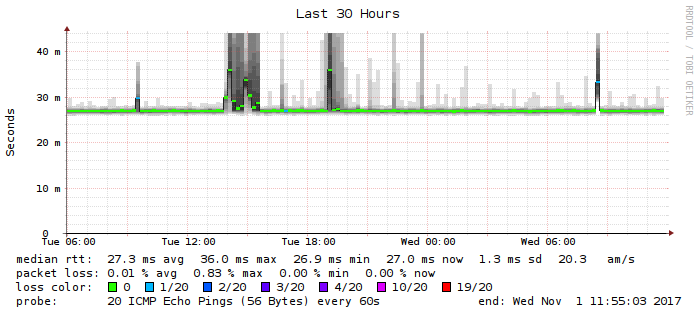 Last 30 Hours
RRDTOOL / TOBI OETIKER
Seconds
40 m
30 m
20 m
10 m
0
Tue 06:00 Tue 12:00 Tue 18:00 Wed 00:00 Wed 06:00
median rtt: 27.3 ms avg 36.0 ms max 26.9 ms min 27.0 ms now 1.3 ms sd 20.3 am/s
packet loss: 0.01 % avg 0.83 % max 0.00 % min 0.00 % now
loss color: 0 1/20 2/20 3/20 4/20 10/20 19/20
probe: 20 ICMP Echo Pings (56 Bytes) every 60s end: Wed Nov 1 11:55:03 2017